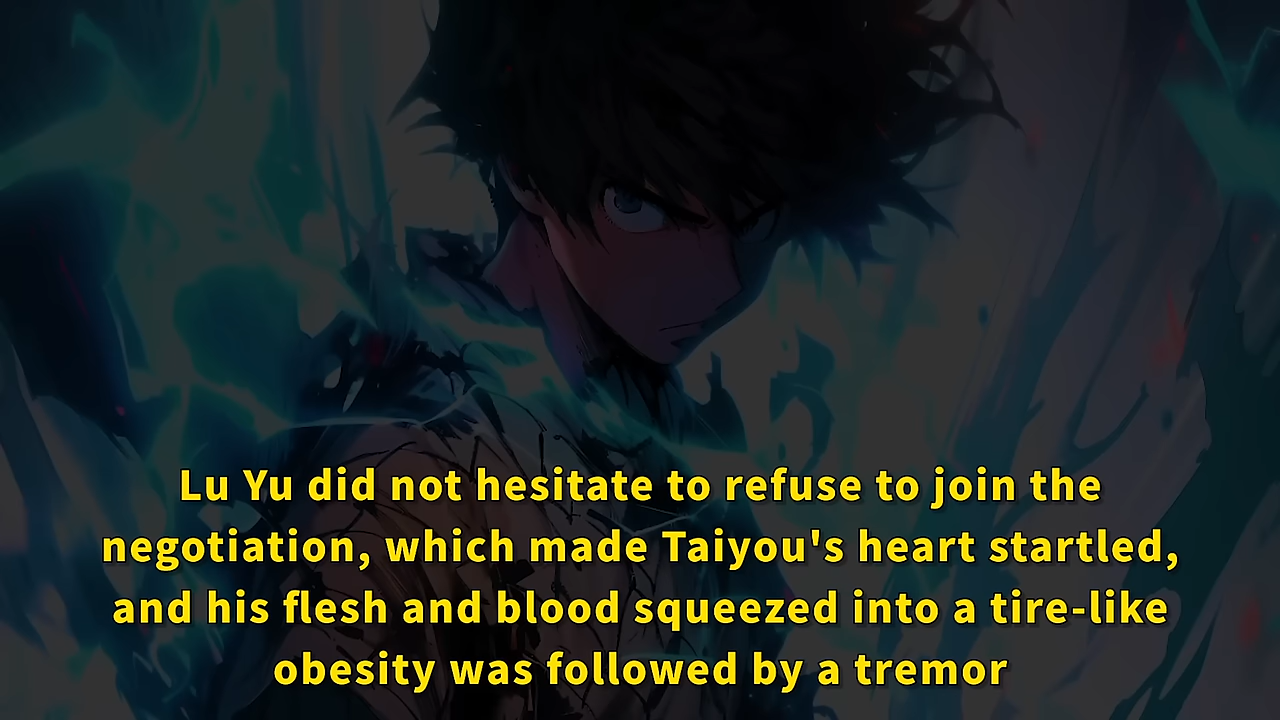 Lu Yu did not hesitate to refuse to join the
negotiation, which made Taiyou's heart startled,
and his flesh and blood squeezed into a tire-like
obesity was followed by a tremor